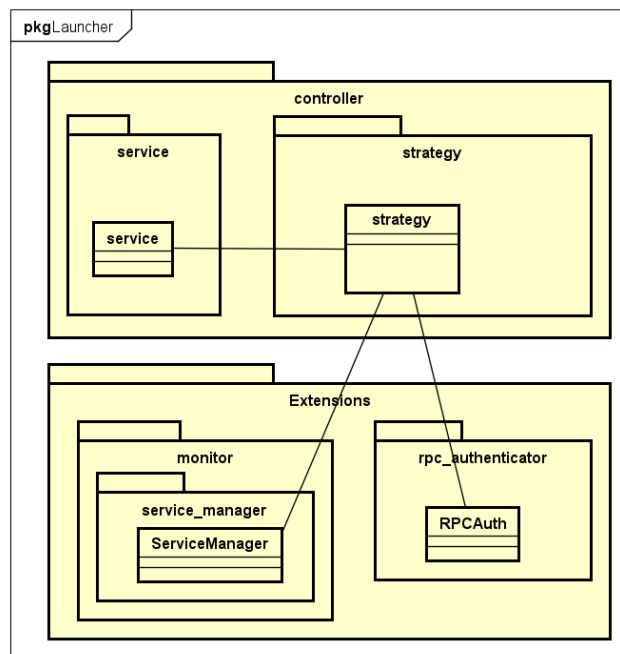 pkgLauncher
controller
service
strategy
service
strategy
Extensions
monitor
rpc_authenticator
service_manager
ServiceManager
RPCAuth